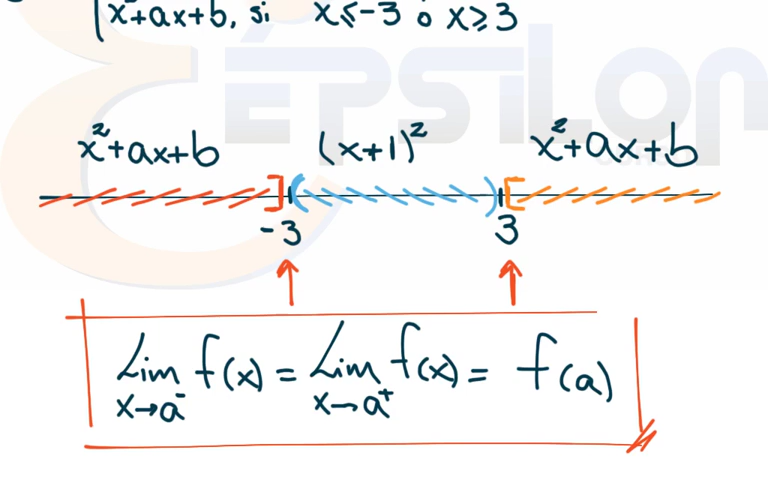 x²+ax+b, si x≤-3 o x≥3
ÉPSILON
x²+ax+b (x+1)² x²+ax+b
-3 3
Lim f(x) = Lim f(x) = f(a)
x→a⁻ x→a⁺